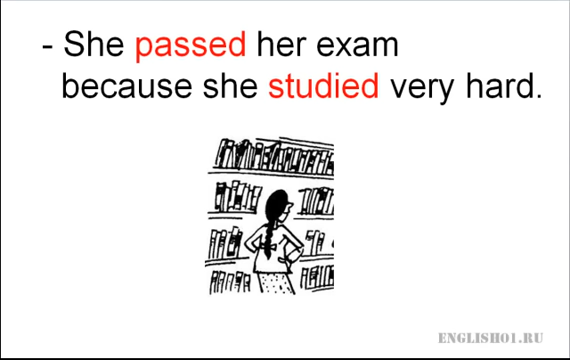 - She passed her exam
because she studied very hard.
ENGLISH01.RU